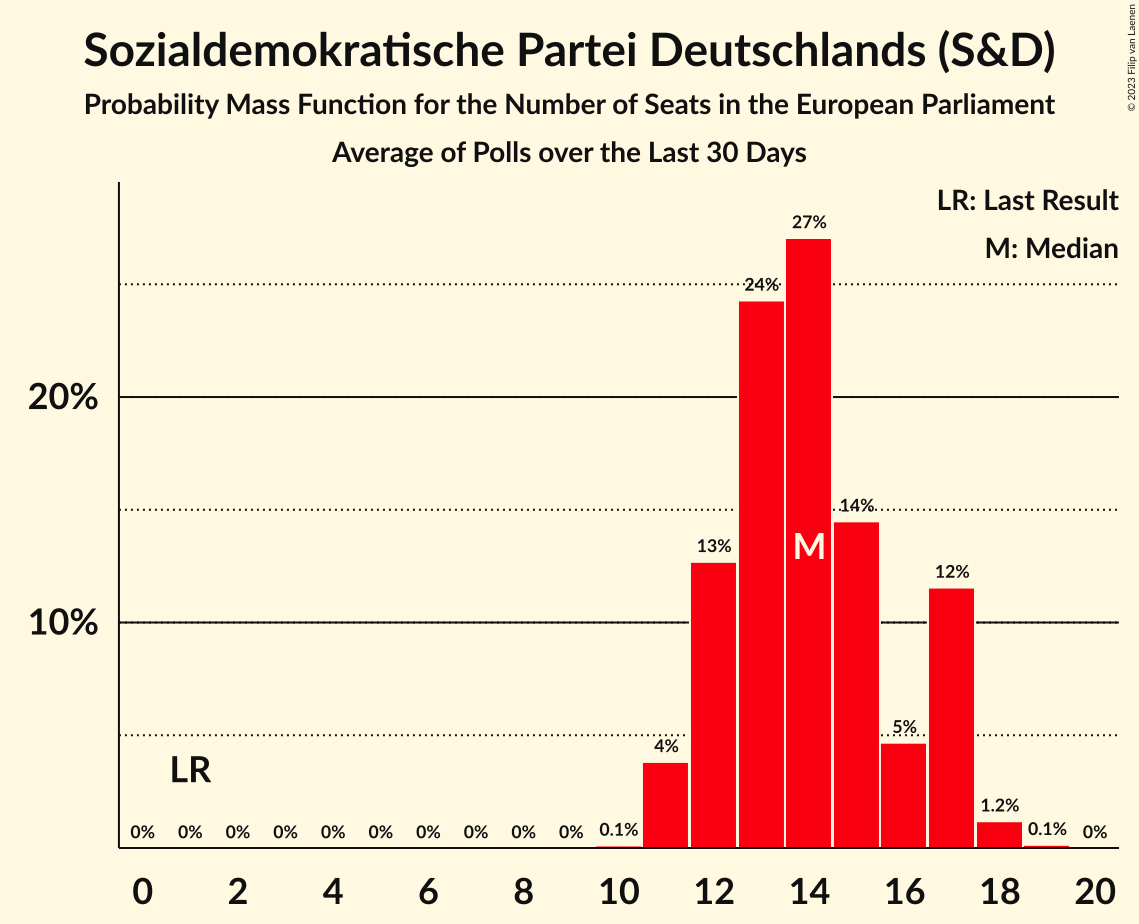 Sozialdemokratische Partei Deutschlands (S&D)
Probability Mass Function for the Number of Seats in the European Parliament
Average of Polls over the Last 30 Days
© 2023 Filip van Laenen
LR: Last Result
M: Median
27%
24%
20%
14%
M
13%
12%
10%
5%
4%
LR
1.2%
0% 0% 0% 0% 0% 0% 0% 0% 0% 0% 0.1% 0.1% 0%
0 2 4 6 8 10 12 14 16 18 20